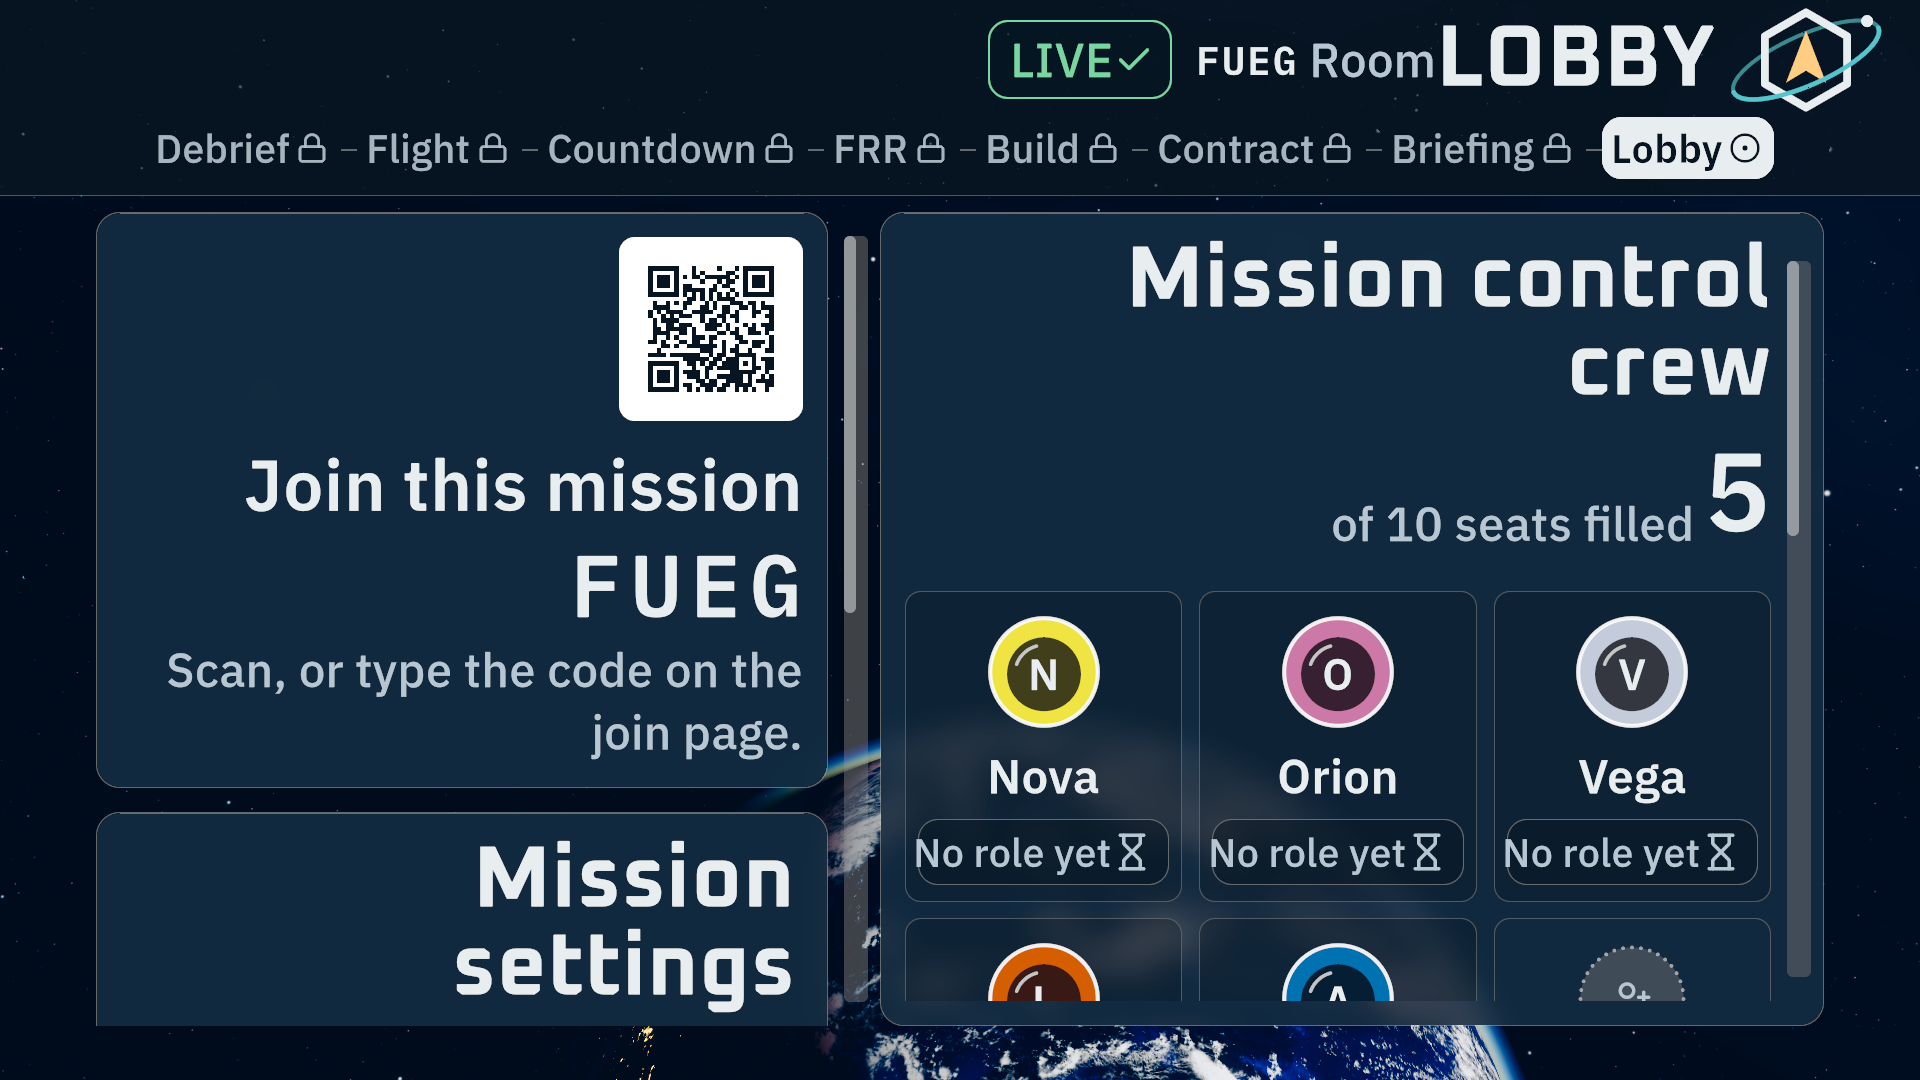 LIVE
FUEG Room
LOBBY
Debrief – Flight – Countdown – FRR – Build – Contract – Briefing – Lobby
Join this mission
FUEG
Scan, or type the code on the
join page.
Mission
settings
Mission control
crew
of 10 seats filled 5
N
Nova
No role yet
O
Orion
No role yet
V
Vega
No role yet
A